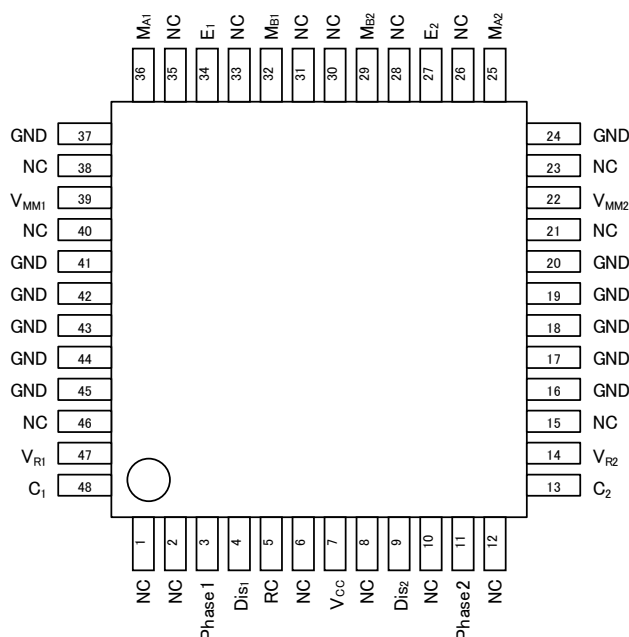 MA1 NC E1 NC MB1 NC NC MB2 NC E2 NC MA2
36 35 34 33 32 31 30 29 28 27 26 25
GND 37 24 GND
NC 38 23 NC
VMM1 39 22 VMM2
NC 40 21 NC
GND 41 20 GND
GND 42 19 GND
GND 43 18 GND
GND 44 17 GND
GND 45 16 GND
NC 46 15 NC
VR1 47 14 VR2
C1 48 13 C2
1 2 3 4 5 6 7 8 9 10 11 12
NC NC Phase1 Dis1 RC NC VCC NC Dis2 NC Phase2 NC